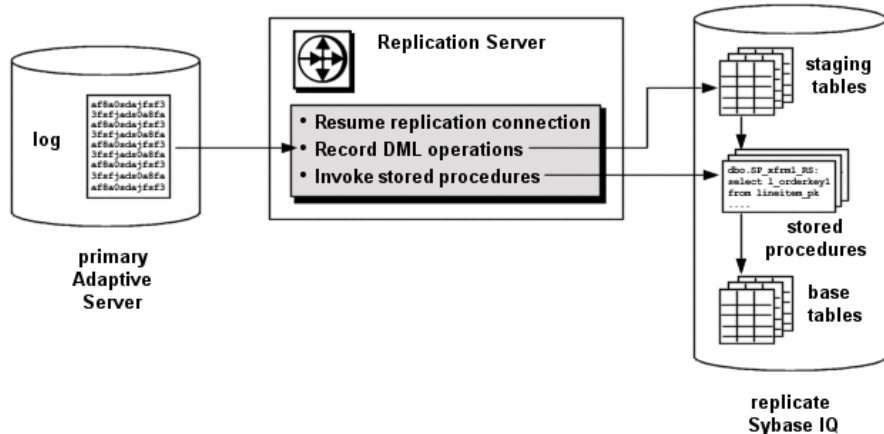 log
af8a0sdajfsf3
3fsfjads0a8fa
af8a0sdajfsf3
3fsfjads0a8fa
af8a0sdajfsf3
3fsfjads0a8fa
af8a0sdajfsf3
3fsfjads0a8fa
af8a0sdajfsf3
primary
Adaptive
Server
Replication Server
• Resume replication connection
• Record DML operations
• Invoke stored procedures
staging
tables
dbo.SP_xfrm1_RS:
select l_orderkey1
from lineitem_pk
....
stored
procedures
base
tables
replicate
Sybase IQ